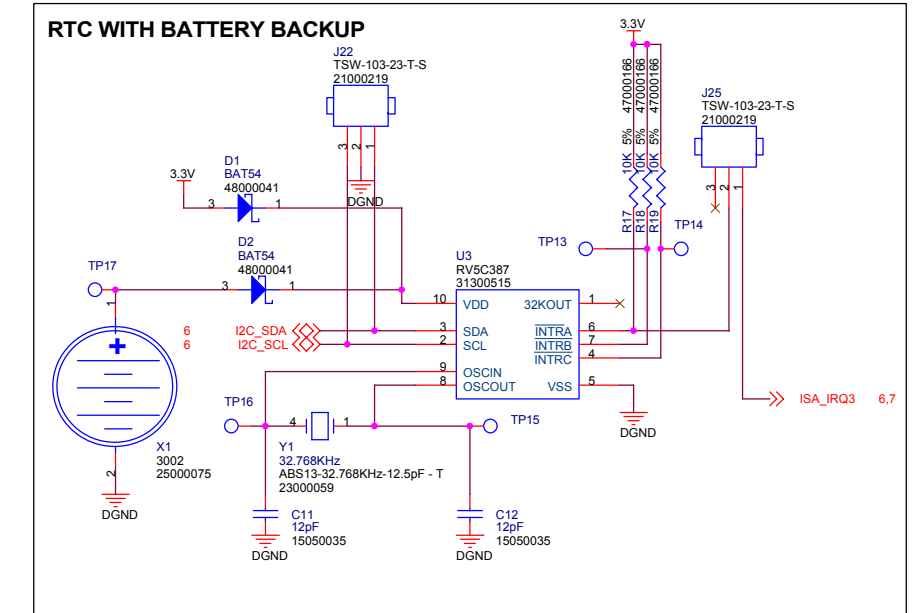 RTC WITH BATTERY BACKUP
J22
TSW-103-23-T-S
21000219
3
2
1
DGND
3.3V
D1
BAT54
48000041
3
1
D2
BAT54
48000041
3
1
TP17
1
2
X1
3002
25000075
DGND
6 I2C_SDA
6 I2C_SCL
U3
RV5C387
31300515
10 VDD
3 SDA
2 SCL
9 OSCIN
8 OSCOUT
32KOUT 1
INTRA 6
INTRB 7
INTRC 4
VSS 5
DGND
3.3V
R17 10K 5% 47000166
R18 10K 5% 47000166
R19 10K 5% 47000166
TP13
TP14
J25
TSW-103-23-T-S
21000219
3
2
1
ISA_IRQ3 6,7
TP16
4
1
TP15
Y1
32.768KHz
ABS13-32.768KHz-12.5pF - T
23000059
C11
12pF
15050035
DGND
C12
12pF
15050035
DGND